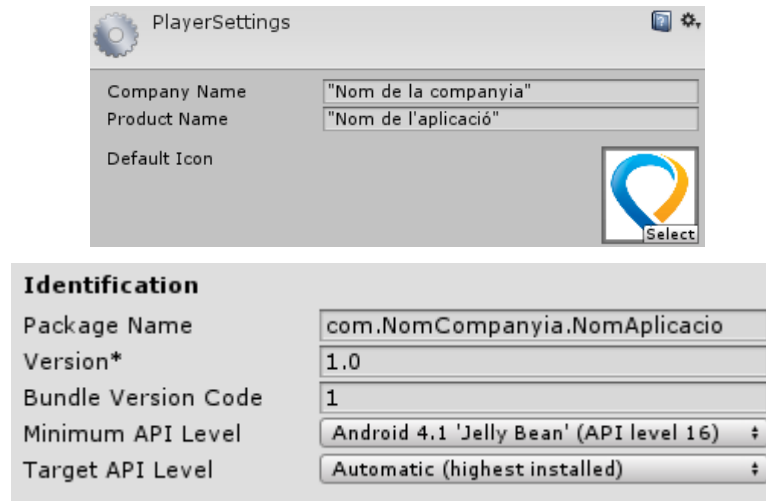 PlayerSettings
Company Name "Nom de la companyia"
Product Name "Nom de l'aplicació"
Default Icon
Select
Identification
Package Name com.NomCompanyia.NomAplicacio
Version* 1.0
Bundle Version Code 1
Minimum API Level Android 4.1 'Jelly Bean' (API level 16)
Target API Level Automatic (highest installed)